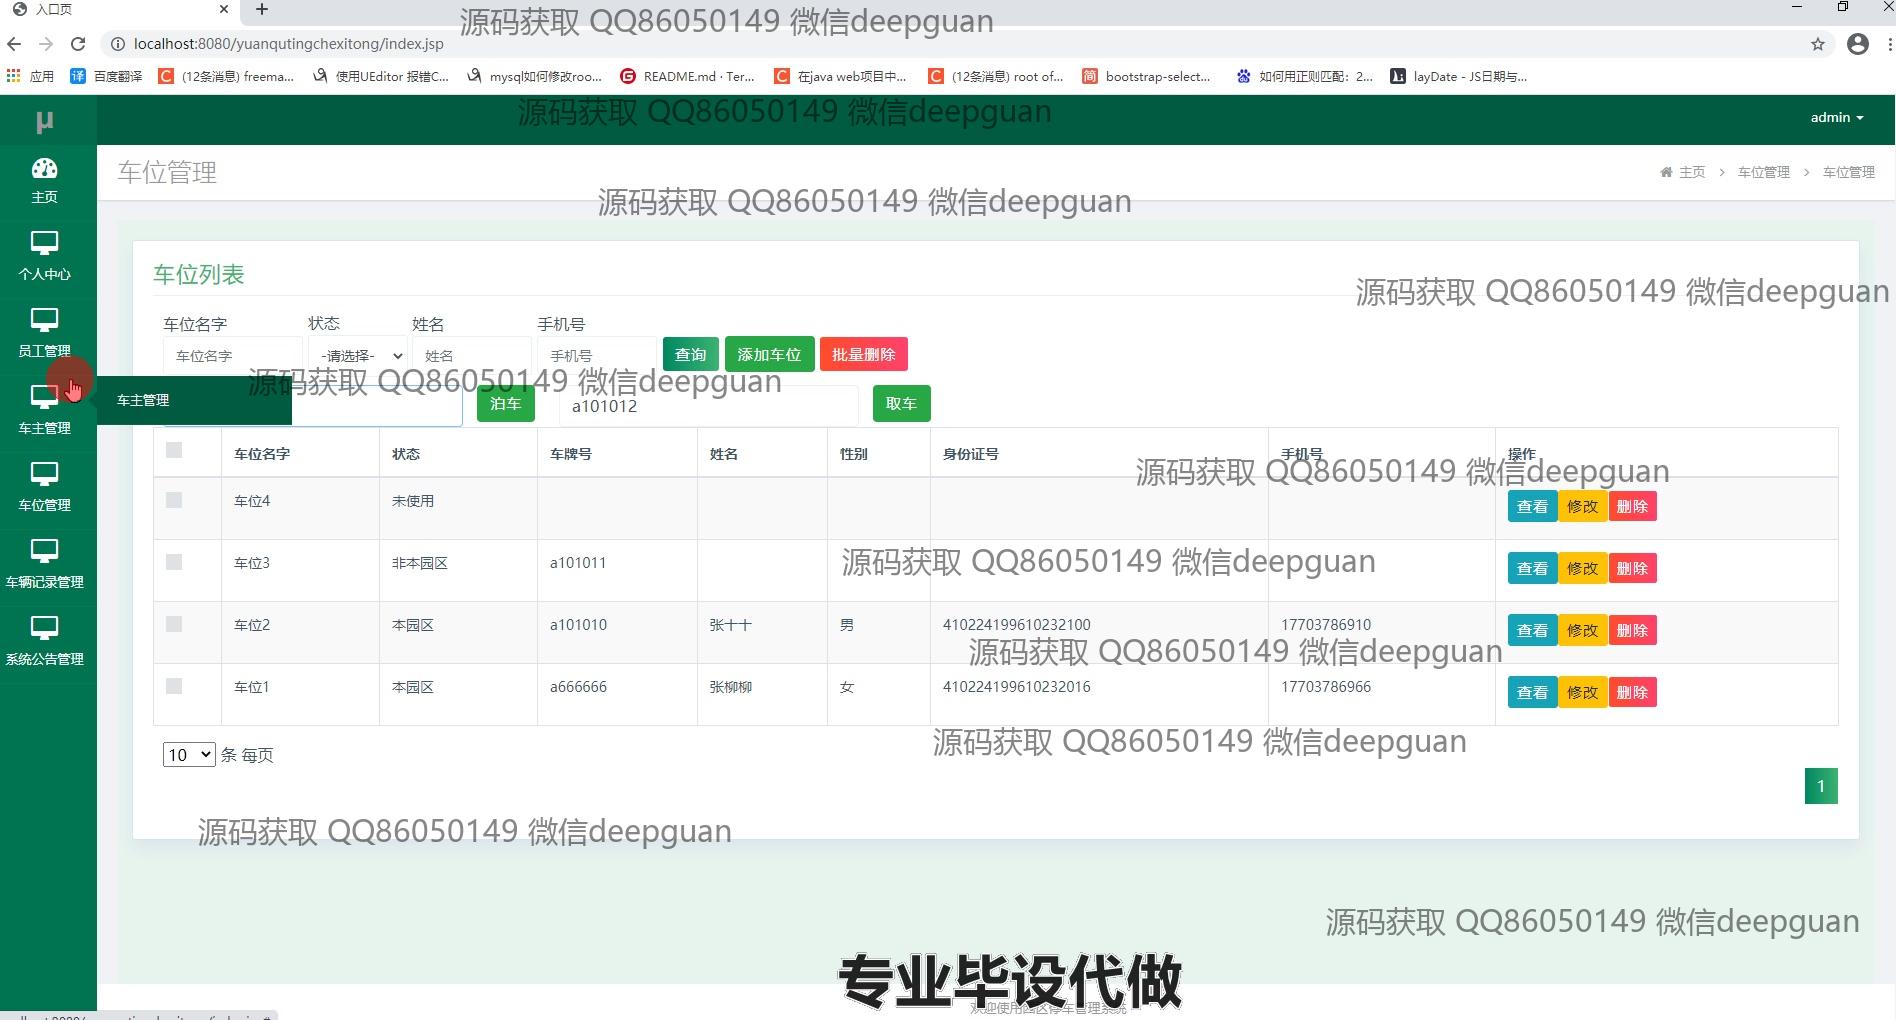 入口页
localhost:8080/yuanqutingchexitong/index.jsp
应用 百度翻译 (12条消息) freema... 使用UEditor 报错C... mysql如何修改roo... README.md · Ter... 在java web项目中... (12条消息) root of... bootstrap-select... 如何用正则匹配：2... layDate - JS日期与...
源码获取 QQ86050149 微信deepguan
源码获取 QQ86050149 微信deepguan
μ
admin
主页
个人中心
员工管理
车主管理
车主管理
车位管理
车辆记录管理
系统公告管理
车位管理
主页 > 车位管理 > 车位管理
源码获取 QQ86050149 微信deepguan
车位列表
源码获取 QQ86050149 微信deepguan
车位名字 状态 姓名 手机号
车位名字 -请选择- 姓名 手机号 查询 添加车位 批量删除
源码获取 QQ86050149 微信deepguan
泊车 a101012 取车
车位名字 状态 车牌号 姓名 性别 身份证号 手机号 操作
源码获取 QQ86050149 微信deepguan
车位4 未使用 查看 修改 删除
车位3 非本园区 a101011 查看 修改 删除
源码获取 QQ86050149 微信deepguan
车位2 本园区 a101010 张十十 男 410224199610232100 17703786910 查看 修改 删除
源码获取 QQ86050149 微信deepguan
车位1 本园区 a666666 张柳柳 女 410224199610232016 17703786966 查看 修改 删除
源码获取 QQ86050149 微信deepguan
10 条 每页
1
源码获取 QQ86050149 微信deepguan
源码获取 QQ86050149 微信deepguan
专业毕设代做
欢迎使用园区停车管理系统